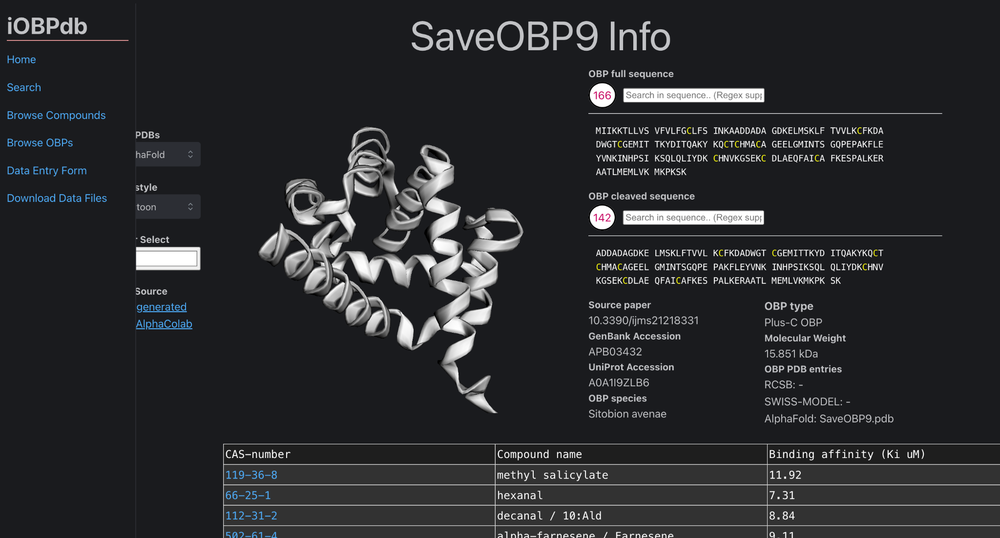 iOBPdb
Home
Search
Browse Compounds
Browse OBPs
Data Entry Form
Download Data Files
SaveOBP9 Info
PDBs
haFold
style
toon
r Select
Source
generated
AlphaColab
OBP full sequence
166
Search in sequence.. (Regex supp
MIIKKTLLVS VFVLFGCLFS INKAADDADA GDKELMSKLF TVVLKCFKDA
DWGTCGEMIT TKYDITQAKY KQCTCHMACA GEELGMINTS GQPEPAKFLE
YVNKINHPSI KSQLQLIYDK CHNVKGSEKC DLAEQFAICA FKESPALKER
AATLMEMLVK MKPKSK
OBP cleaved sequence
142
Search in sequence.. (Regex supp
ADDADAGDKE LMSKLFTVVL KCFKDADWGT CGEMITTKYD ITQAKYKQCT
CHMACAGEEL GMINTSGQPE PAKFLEYVNK INHPSIKSQL QLIYDKCHNV
KGSEKCDLAE QFAICAFKES PALKERAATL MEMLVKMKPK SK
Source paper
10.3390/ijms21218331
GenBank Accession
APB03432
UniProt Accession
A0A1I9ZLB6
OBP species
Sitobion avenae
OBP type
Plus-C OBP
Molecular Weight
15.851 kDa
OBP PDB entries
RCSB: -
SWISS-MODEL: -
AlphaFold: SaveOBP9.pdb
CAS-number Compound name Binding affinity (Ki uM)
119-36-8 methyl salicylate 11.92
66-25-1 hexanal 7.31
112-31-2 decanal / 10:Ald 8.84
502-61-4 alpha-farnesene / Farnesene 9.11